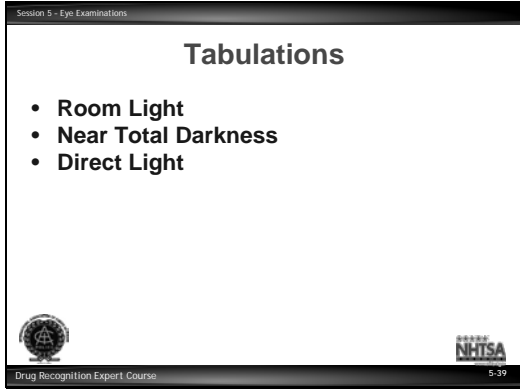 Session 5 - Eye Examinations
Tabulations
• Room Light
• Near Total Darkness
• Direct Light
NHTSA
Drug Recognition Expert Course
5-39